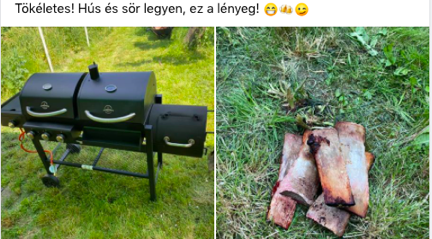 Tökéletes! Hús és sör legyen, ez a lényeg! 😁🍻😜